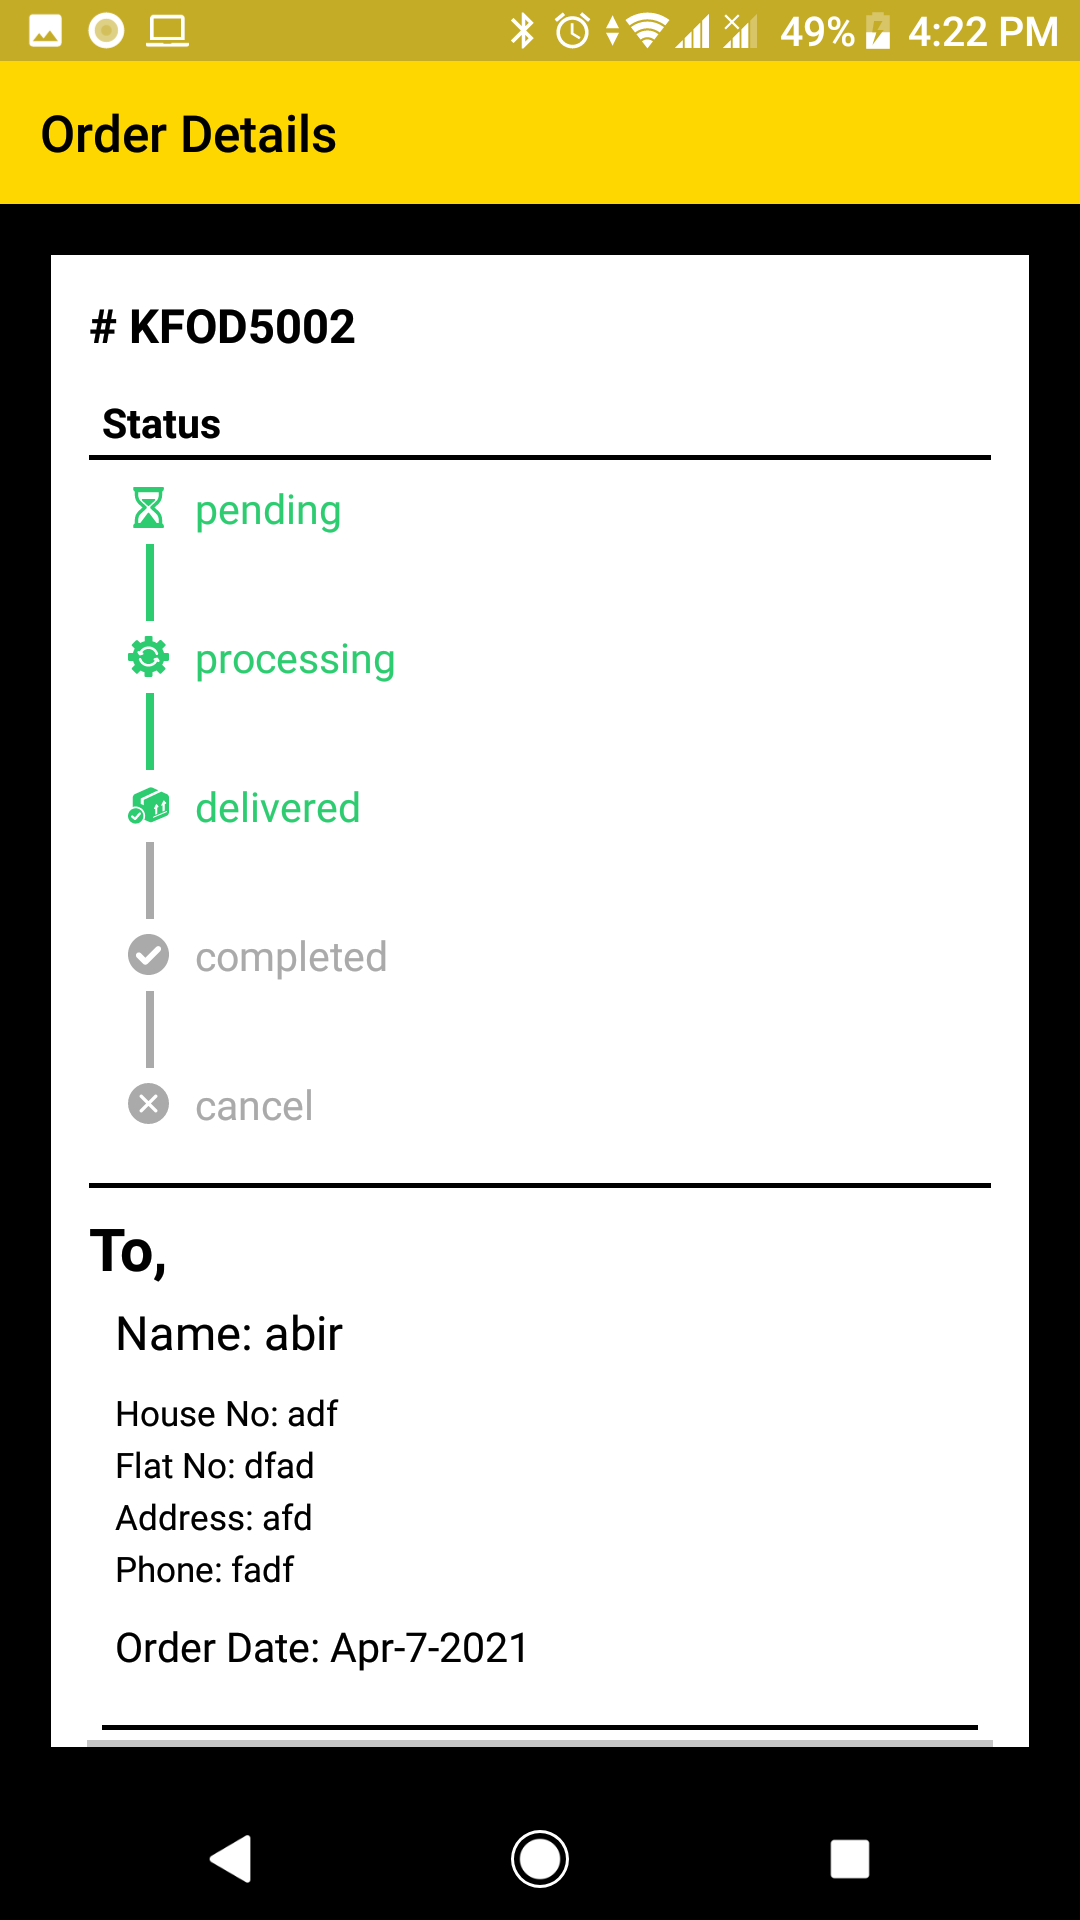 49% 4:22 PM
Order Details
# KFOD5002
Status
pending
processing
delivered
completed
cancel
To,
Name: abir
House No: adf
Flat No: dfad
Address: afd
Phone: fadf
Order Date: Apr-7-2021